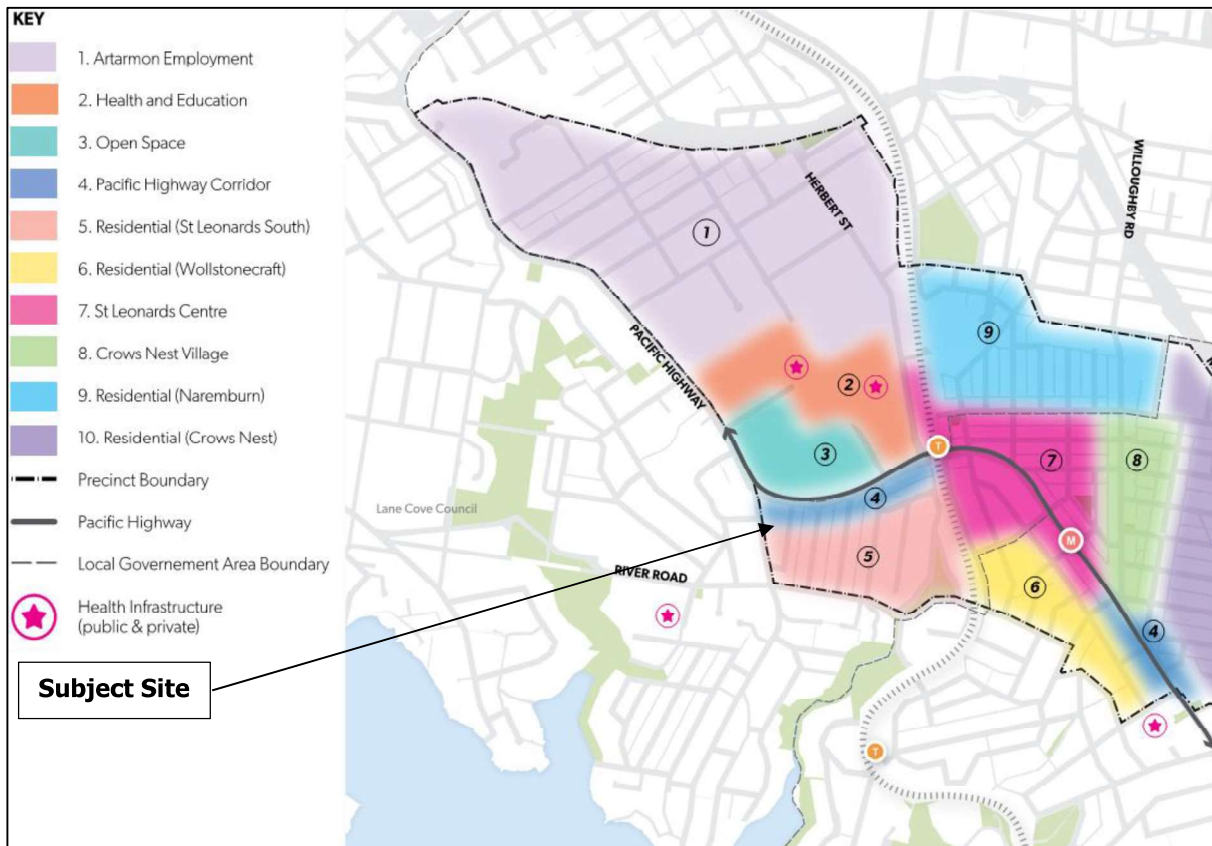 KEY
1. Artarmon Employment
2. Health and Education
3. Open Space
4. Pacific Highway Corridor
5. Residential (St Leonards South)
6. Residential (Wollstonecraft)
7. St Leonards Centre
8. Crows Nest Village
9. Residential (Naremburn)
10. Residential (Crows Nest)
Precinct Boundary
Pacific Highway
Local Governement Area Boundary
Health Infrastructure
(public & private)
Subject Site
HERBERT ST
WILLOUGHBY RD
1
PACIFIC HIGHWAY
9
2
3
T
7
8
4
Lane Cove Council
M
5
RIVER ROAD
6
4
T